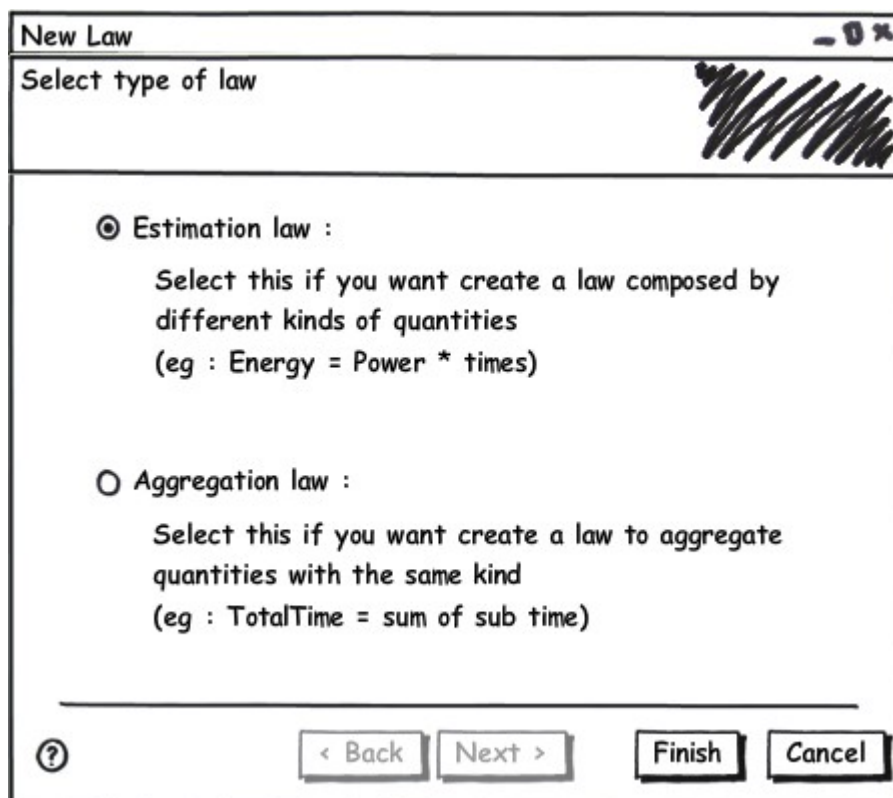 New Law
Select type of law
Estimation law :
Select this if you want create a law composed by
different kinds of quantities
(eg : Energy = Power * times)
Aggregation law :
Select this if you want create a law to aggregate
quantities with the same kind
(eg : TotalTime = sum of sub time)
? < Back Next > Finish Cancel